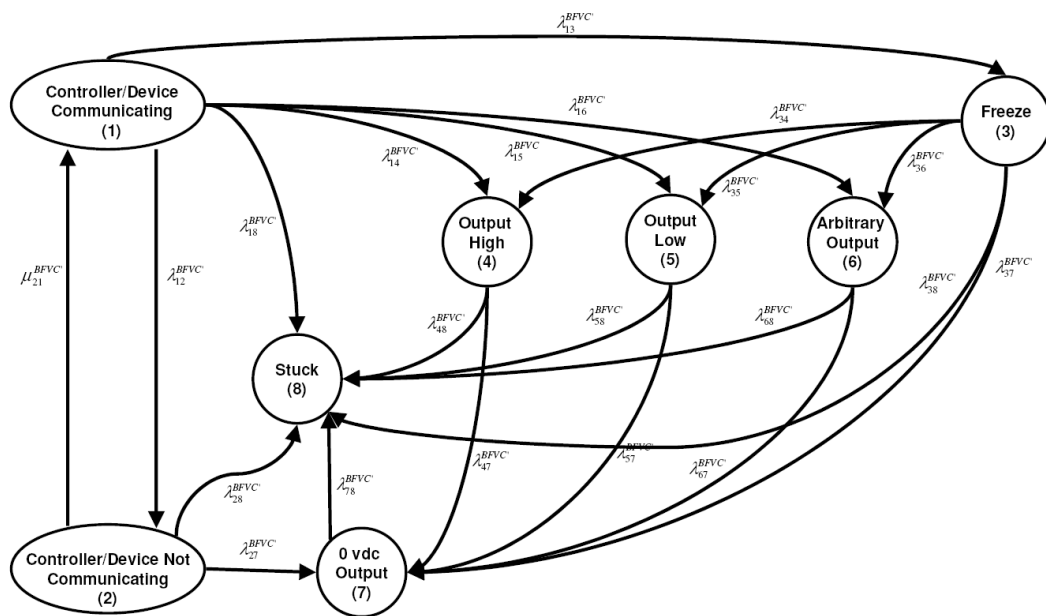 λ₁₃^BFVC'
Controller/Device
Communicating
(1)
Freeze
(3)
λ₁₆^BFVC'
λ₃₄^BFVC'
λ₁₄^BFVC'
λ₁₅^BFVC
λ₃₆^BFVC'
λ₃₅^BFVC'
λ₁₈^BFVC'
Output
High
(4)
Output
Low
(5)
Arbitrary
Output
(6)
μ₂₁^BFVC'
λ₁₂^BFVC'
λ₃₈^BFVC'
λ₃₇^BFVC'
λ₄₈^BFVC'
λ₅₈^BFVC'
λ₆₈^BFVC'
Stuck
(8)
λ₂₈^BFVC'
λ₇₈^BFVC'
λ₄₇^BFVC'
λ₅₇^BFVC'
λ₆₇^BFVC'
Controller/Device Not
Communicating
(2)
λ₂₇^BFVC'
0 vdc
Output
(7)